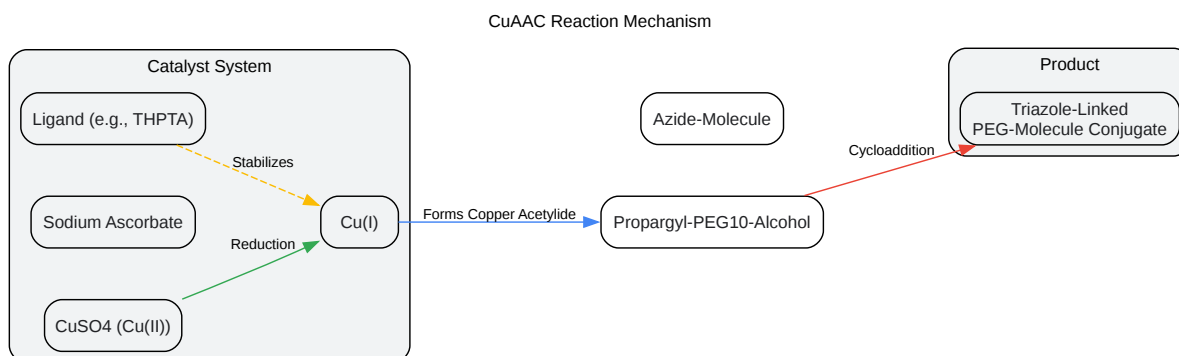 CuAAC Reaction Mechanism
Catalyst System
Ligand (e.g., THPTA)
Stabilizes
Sodium Ascorbate
Cu(I)
Reduction
CuSO4 (Cu(II))
Forms Copper Acetylide
Azide-Molecule
Propargyl-PEG10-Alcohol
Cycloaddition
Product
Triazole-Linked
PEG-Molecule Conjugate